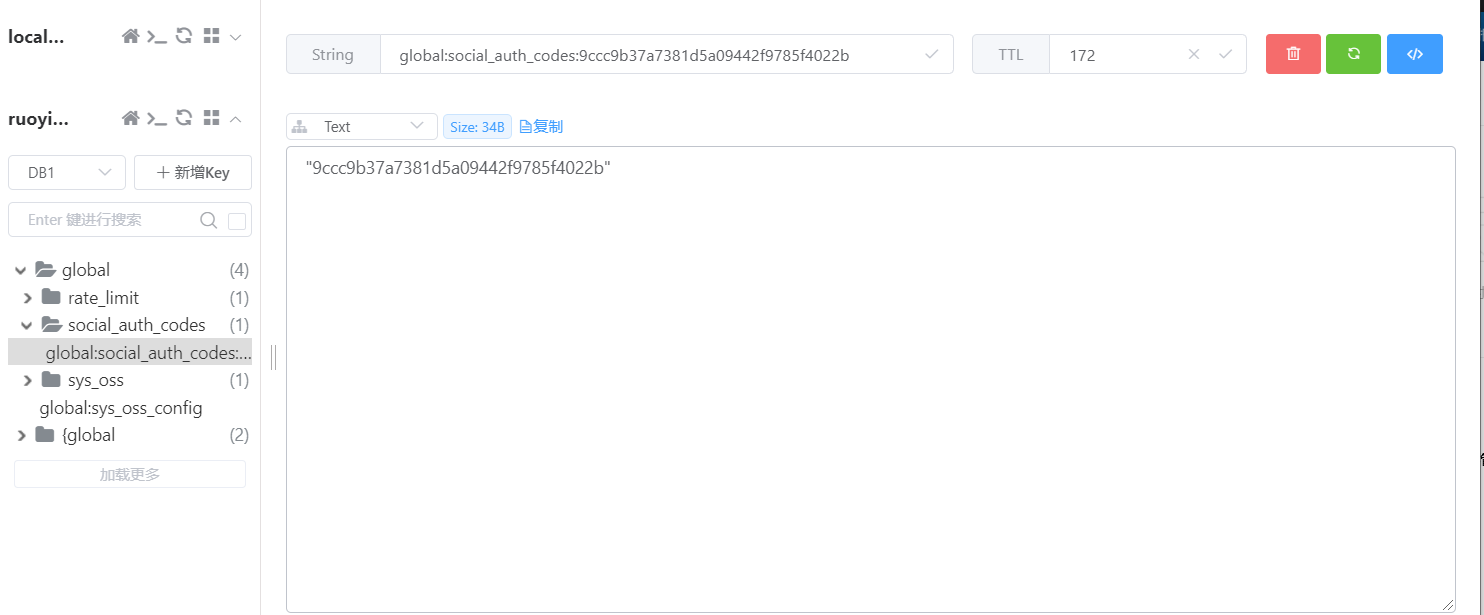 local...
ruoyi...
DB1
新增Key
Enter 键进行搜索
global (4)
rate_limit (1)
social_auth_codes (1)
global:social_auth_codes:...
sys_oss (1)
global:sys_oss_config
{global (2)
加载更多
String global:social_auth_codes:9ccc9b37a7381d5a09442f9785f4022b TTL 172
Text Size: 34B 复制
"9ccc9b37a7381d5a09442f9785f4022b"